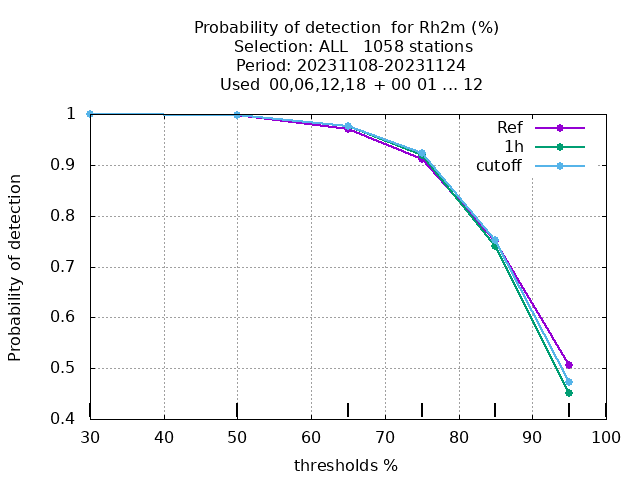 Probability of detection  for Rh2m (%)
Selection: ALL   1058 stations
Period: 20231108-20231124
Used  00,06,12,18  + 00 01 ... 12
Ref
1h
cutoff
1
0.9
0.8
0.7
0.6
0.5
0.4
Probability of detection
30 40 50 60 70 80 90 100
thresholds %